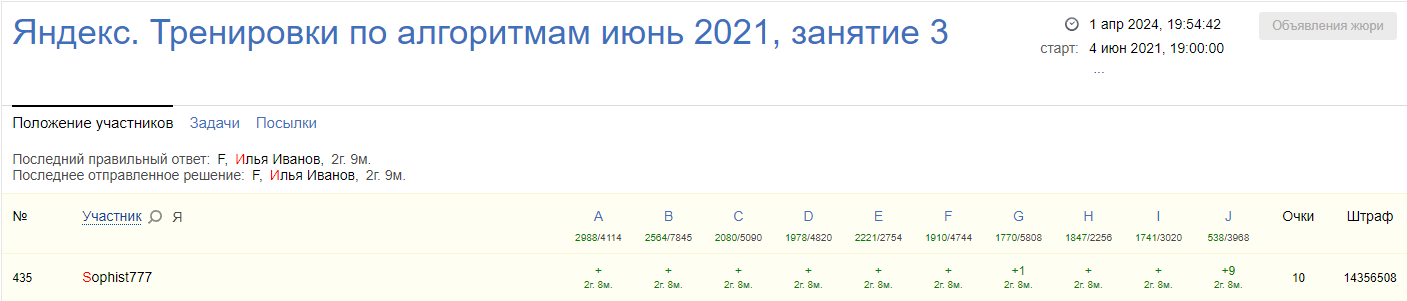 Яндекс. Тренировки по алгоритмам июнь 2021, занятие 3
1 апр 2024, 19:54:42
Объявления жюри
старт: 4 июн 2021, 19:00:00
...
Положение участников Задачи Посылки
Последний правильный ответ: F, Илья Иванов, 2г. 9м.
Последнее отправленное решение: F, Илья Иванов, 2г. 9м.
№ Участник Я A B C D E F G H I J Очки Штраф
2988/4114 2564/7845 2080/5090 1978/4820 2221/2754 1910/4744 1770/5808 1847/2256 1741/3020 538/3968
435 Sophist777 + + + + + + +1 + + +9 10 14356508
2г. 8м. 2г. 8м. 2г. 8м. 2г. 8м. 2г. 8м. 2г. 8м. 2г. 8м. 2г. 8м. 2г. 8м. 2г. 8м.